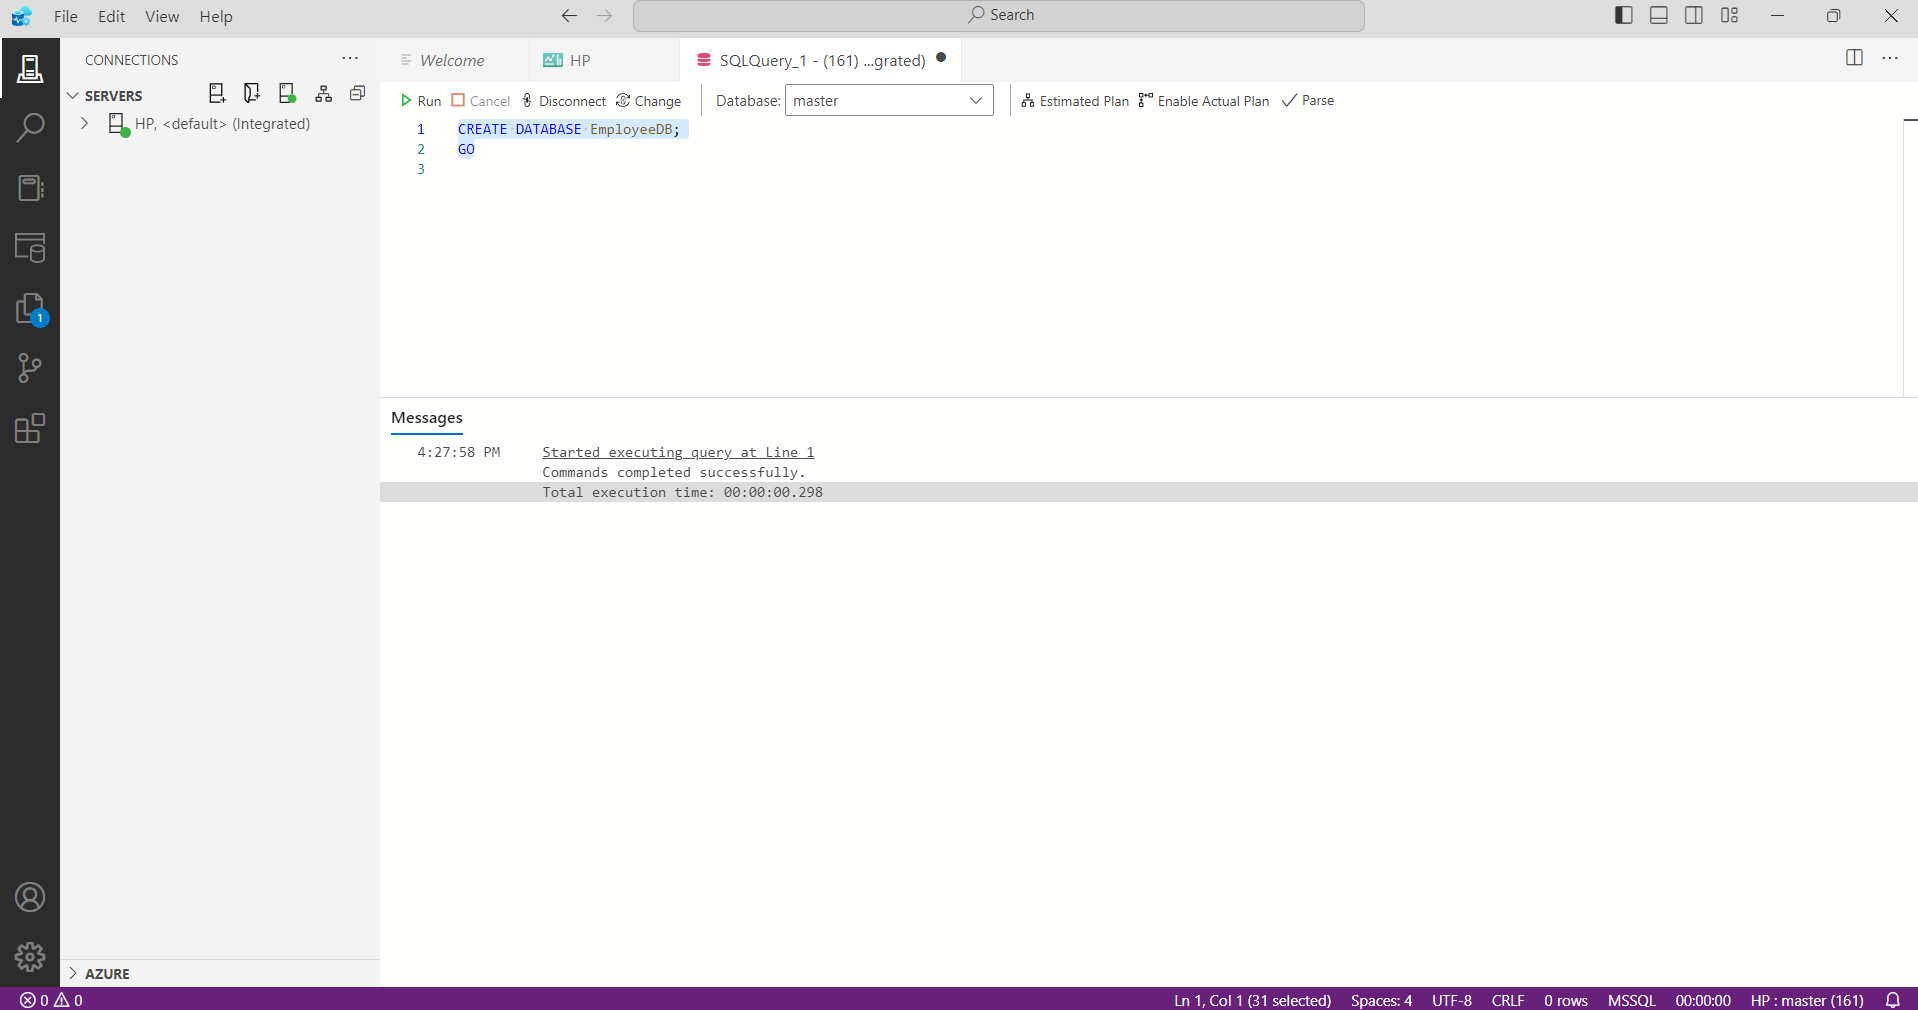 File Edit View Help
Search
CONNECTIONS
SERVERS
HP, <default> (Integrated)
1
AZURE
Welcome
HP
SQLQuery_1 - (161) ...grated)
Run Cancel Disconnect Change Database: master Estimated Plan Enable Actual Plan Parse
1 CREATE DATABASE EmployeeDB;
2 GO
3
Messages
4:27:58 PM Started executing query at Line 1
Commands completed successfully.
Total execution time: 00:00:00.298
0 0 Ln 1, Col 1 (31 selected) Spaces: 4 UTF-8 CRLF 0 rows MSSQL 00:00:00 HP : master (161)